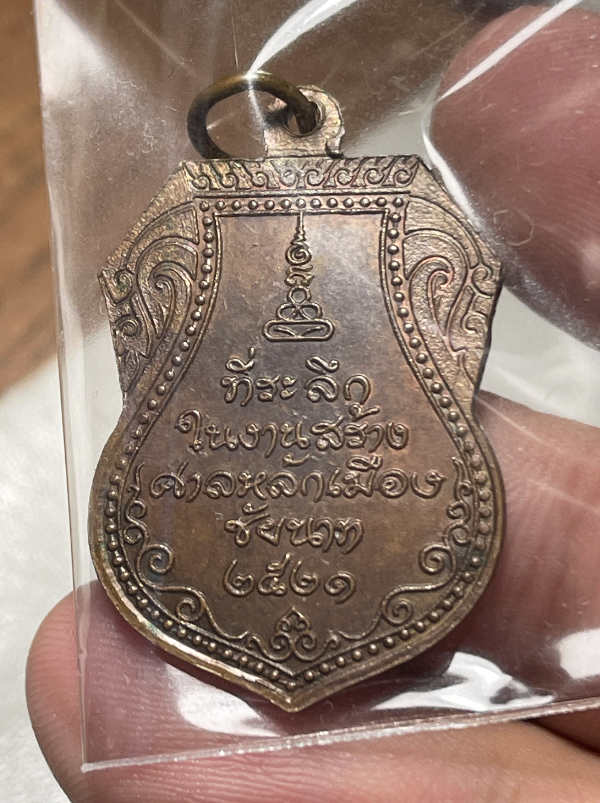 ที่ระลึก
ในงานสร้าง
ศาลหลักเมือง
ชัยนาท
๒๕๒๑